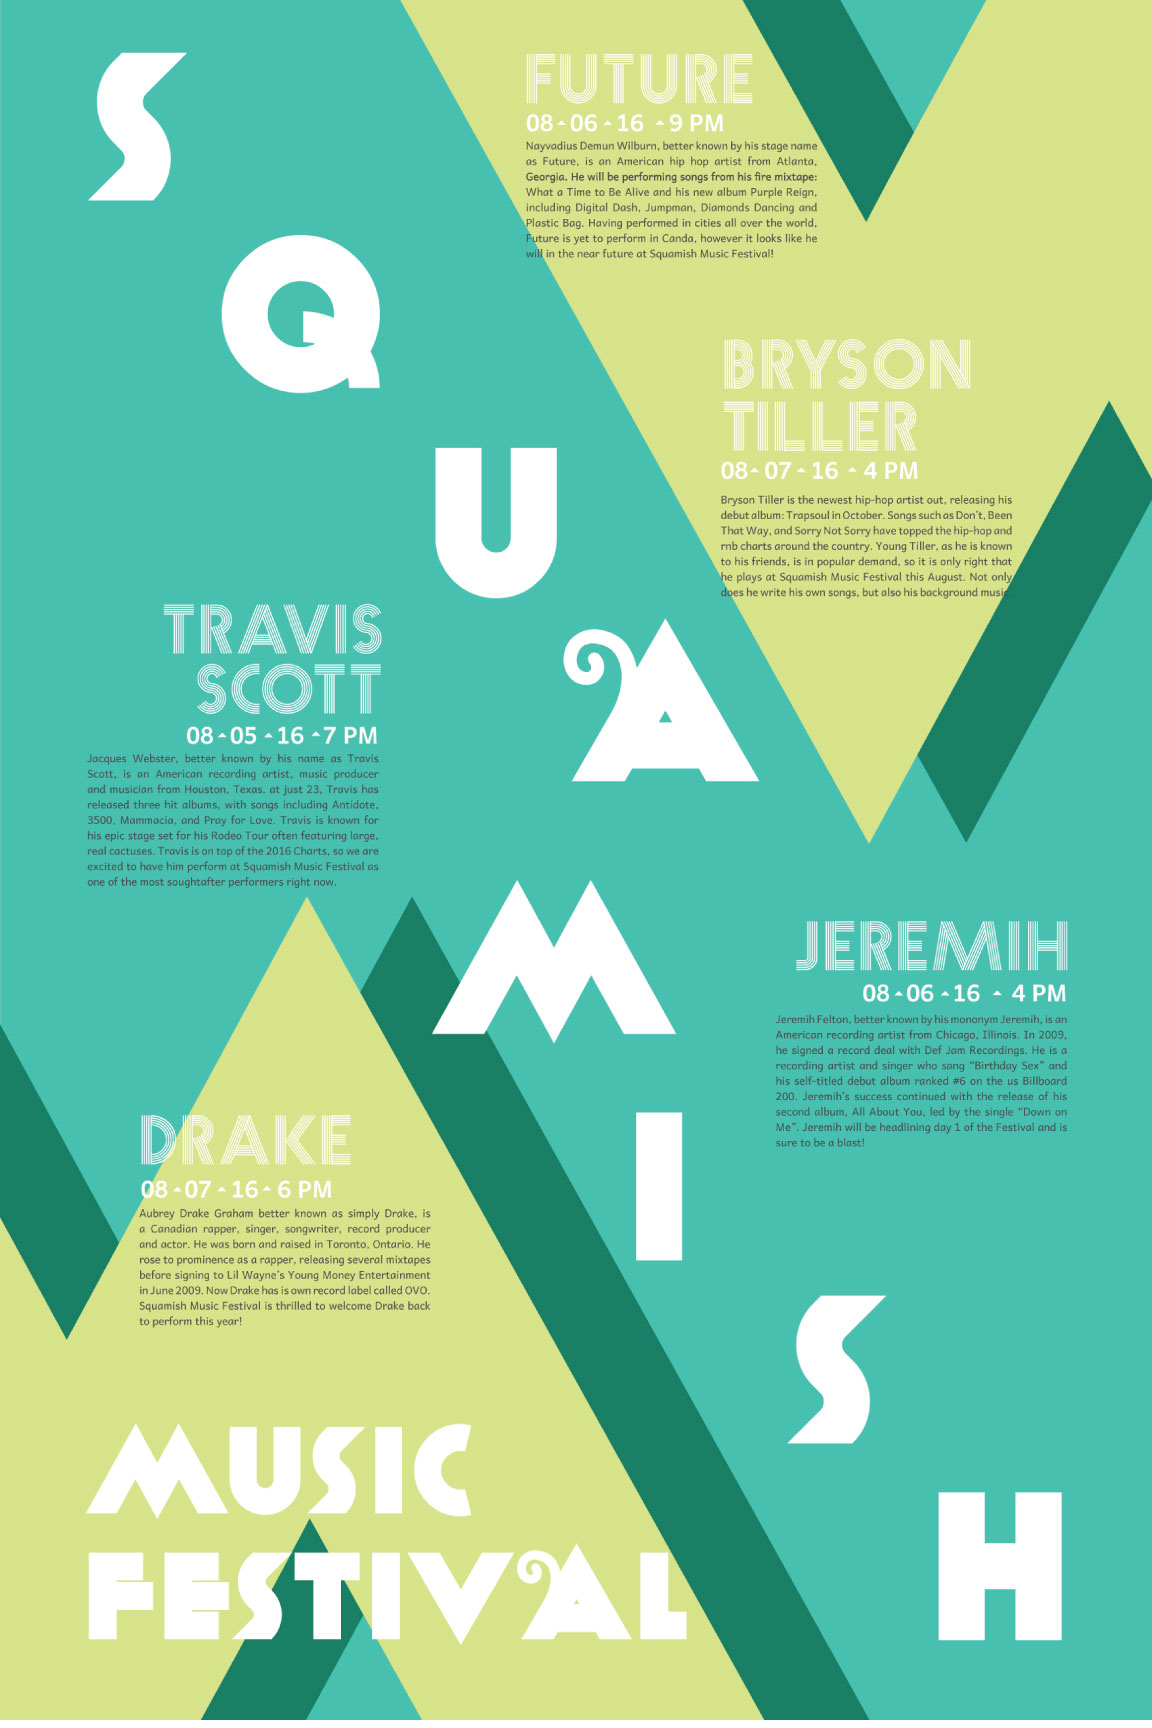 SQUAMISH
FUTURE
08 - 06 - 16 - 9 PM
Nayvadius Demun Wilburn, better known by his stage name
as Future, is an American hip hop artist from Atlanta,
Georgia. He will be performing songs from his fire mixtape:
What a Time to Be Alive and his new album Purple Reign,
including Digital Dash, Jumpman, Diamonds Dancing and
Plastic Bag. Having performed in cities all over the world,
Future is yet to perform in Canda, however it looks like he
will in the near future at Squamish Music Festival!
BRYSON
TILLER
08 - 07 - 16 - 4 PM
Bryson Tiller is the newest hip-hop artist out, releasing his
debut album: Trapsoul in October. Songs such as Don't, Been
That Way, and Sorry Not Sorry have topped the hip-hop and
rnb charts around the country. Young Tiller, as he is known
to his friends, is in popular demand, so it is only right that
he plays at Squamish Music Festival this August. Not only
does he write his own songs, but also his background music.
TRAVIS
SCOTT
08 - 05 - 16 - 7 PM
Jacques Webster, better known by his name as Travis
Scott, is an American recording artist, music producer
and musician from Houston, Texas. at just 23, Travis has
released three hit albums, with songs including Antidote,
3500, Mammacia, and Pray for Love. Travis is known for
his epic stage set for his Rodeo Tour often featuring large,
real cactuses. Travis is on top of the 2016 Charts, so we are
excited to have him perform at Squamish Music Festival as
one of the most soughtafter performers right now.
JEREMIH
08 - 06 - 16 - 4 PM
Jeremih Felton, better known by his mononym Jeremih, is an
American recording artist from Chicago, Illinois. In 2009,
he signed a record deal with Def Jam Recordings. He is a
recording artist and singer who sang “Birthday Sex” and
his self-titled debut album ranked #6 on the us Billboard
200. Jeremih's success continued with the release of his
second album, All About You, led by the single “Down on
Me”. Jeremih will be headlining day 1 of the Festival and is
sure to be a blast!
DRAKE
08 - 07 - 16 - 6 PM
Aubrey Drake Graham better known as simply Drake, is
a Canadian rapper, singer, songwriter, record producer
and actor. He was born and raised in Toronto, Ontario. He
rose to prominence as a rapper, releasing several mixtapes
before signing to Lil Wayne's Young Money Entertainment
in June 2009. Now Drake has is own record label called OVO.
Squamish Music Festival is thrilled to welcome Drake back
to perform this year!
MUSIC
FESTIVAL